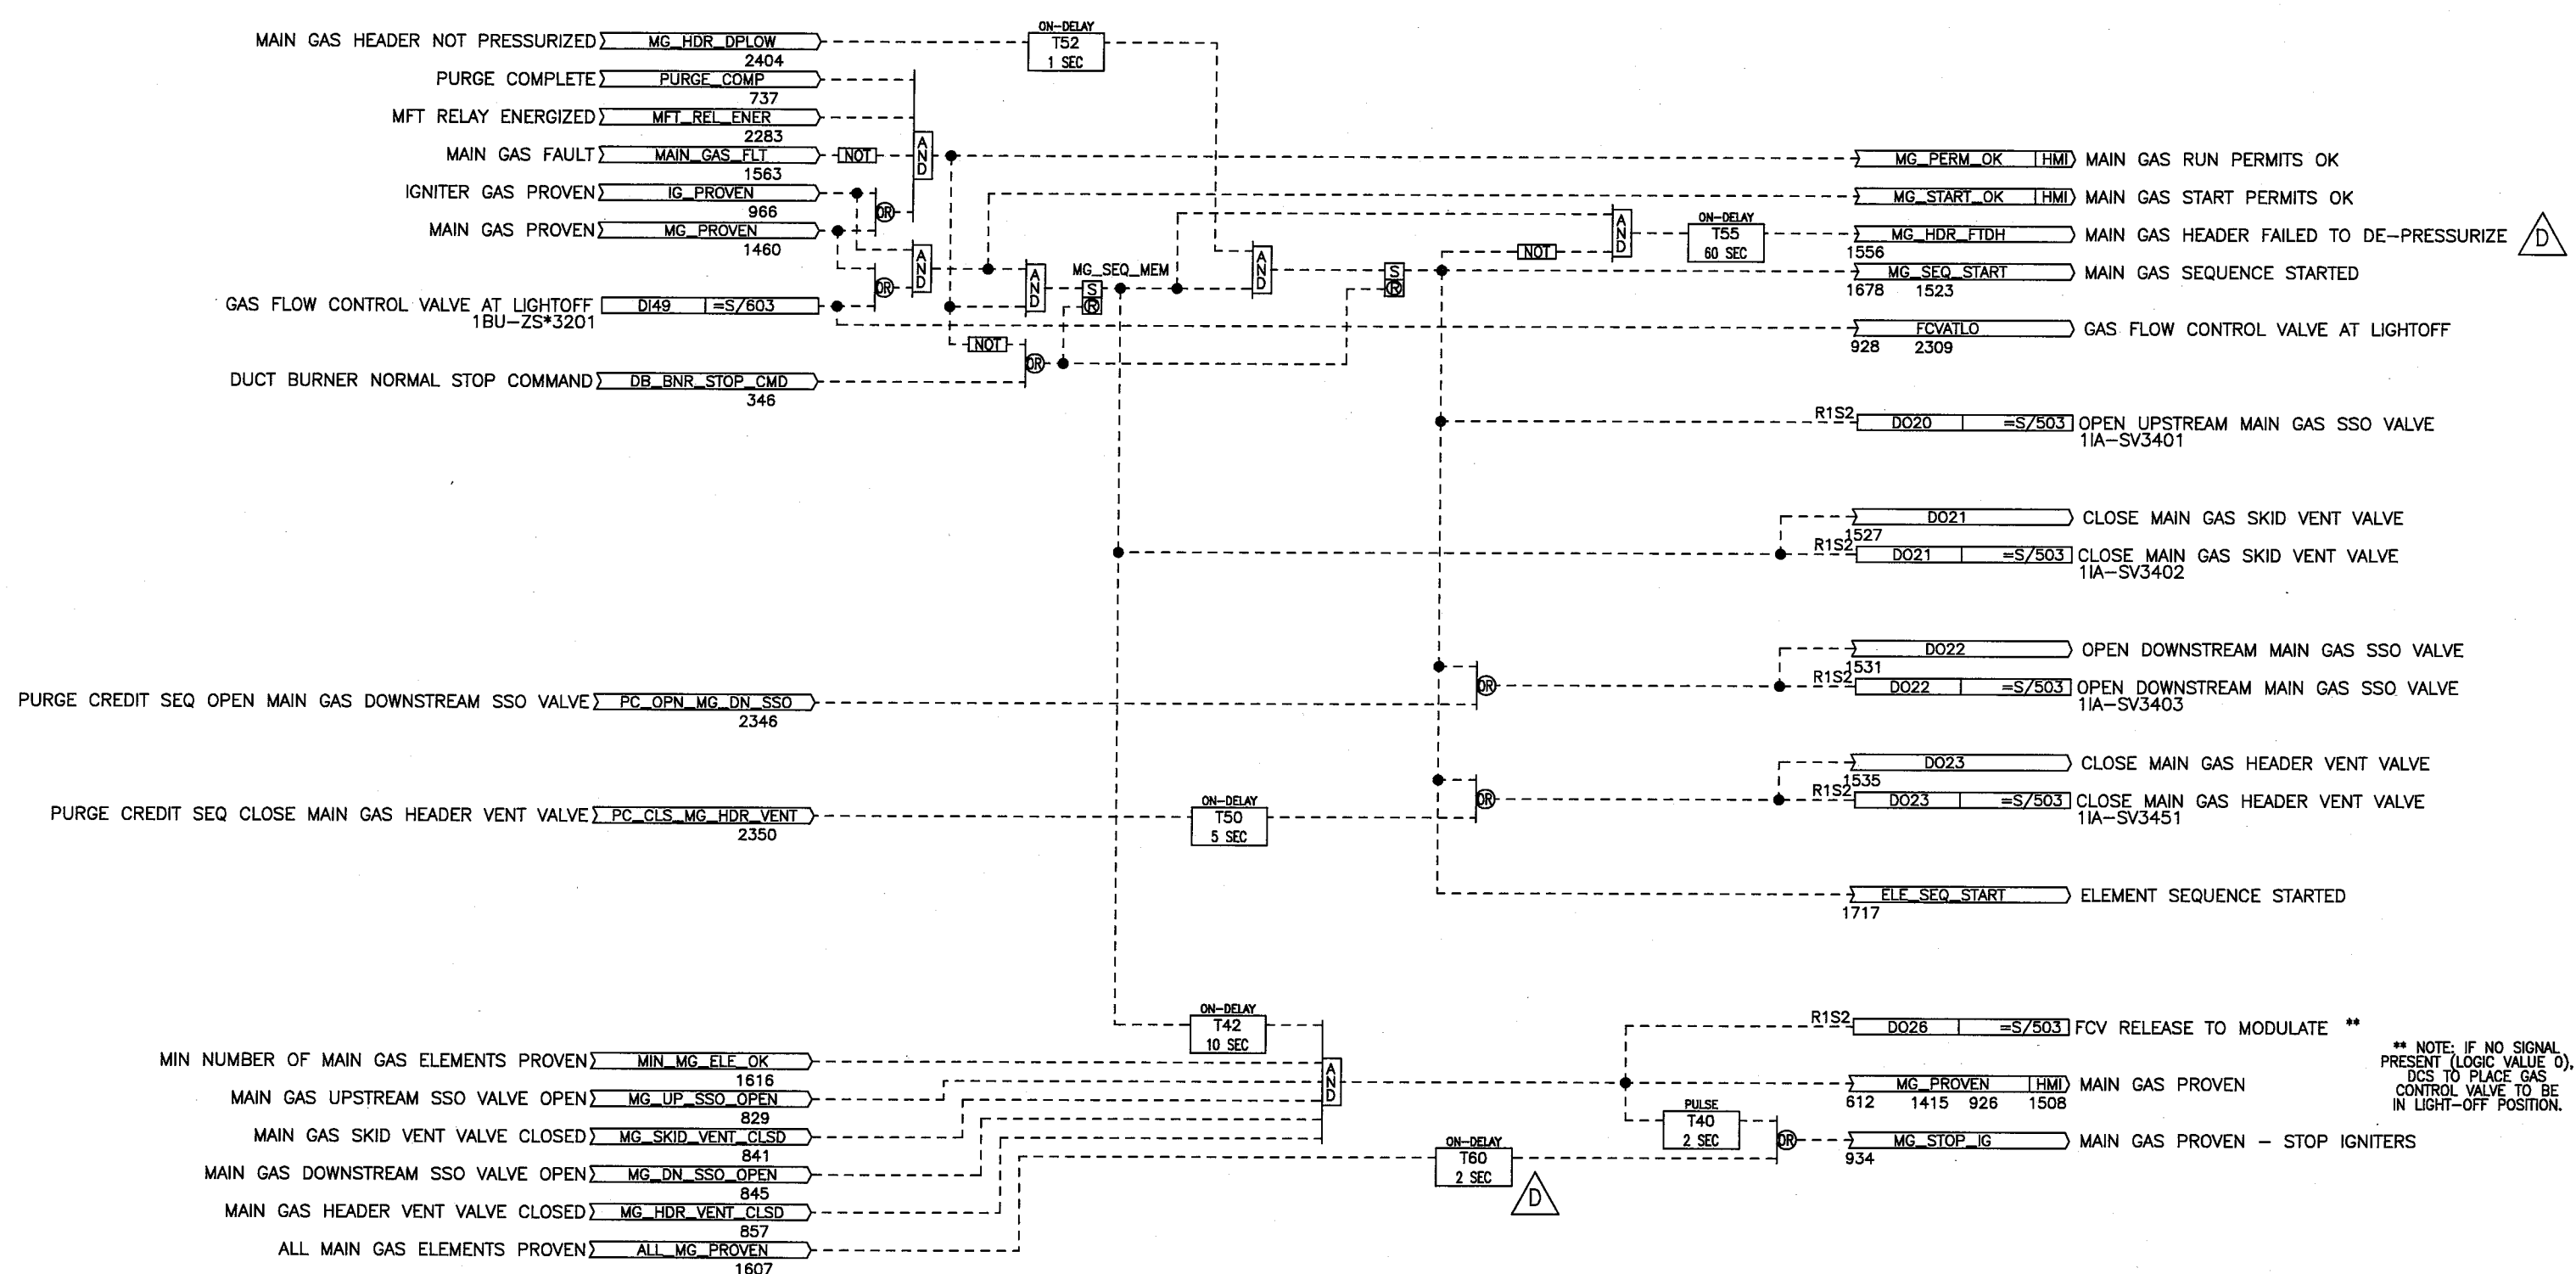 ON-DELAY
MAIN GAS HEADER NOT PRESSURIZED MG_HDR_DPLOW T52
2404 1 SEC
PURGE COMPLETE PURGE_COMP
737
MFT RELAY ENERGIZED MFT_REL_ENER
2283
MAIN GAS FAULT MAIN_GAS_FLT NOT AND MG_PERM_OK HMI MAIN GAS RUN PERMITS OK
1563
IGNITER GAS PROVEN IG_PROVEN MG_START_OK HMI MAIN GAS START PERMITS OK
966 OR
ON-DELAY
MAIN GAS PROVEN MG_PROVEN AND T55 MG_HDR_FTDH MAIN GAS HEADER FAILED TO DE-PRESSURIZE D
1460 NOT 60 SEC 1556
AND AND MG_SEQ_MEM AND S MG_SEQ_START MAIN GAS SEQUENCE STARTED
OR S R 1678 1523
GAS FLOW CONTROL VALVE AT LIGHTOFF DI49 =S/603 R
1BU-ZS*3201
FCVATLO GAS FLOW CONTROL VALVE AT LIGHTOFF
NOT 928 2309
OR
DUCT BURNER NORMAL STOP COMMAND DB_BNR_STOP_CMD
346
R1S2 DO20 =S/503 OPEN UPSTREAM MAIN GAS SSO VALVE
1IA-SV3401
DO21 CLOSE MAIN GAS SKID VENT VALVE
1527
R1S2 DO21 =S/503 CLOSE MAIN GAS SKID VENT VALVE
1IA-SV3402
DO22 OPEN DOWNSTREAM MAIN GAS SSO VALVE
1531
R1S2 OR DO22 =S/503 OPEN DOWNSTREAM MAIN GAS SSO VALVE
PURGE CREDIT SEQ OPEN MAIN GAS DOWNSTREAM SSO VALVE PC_OPN_MG_DN_SSO 1IA-SV3403
2346
DO23 CLOSE MAIN GAS HEADER VENT VALVE
1535
ON-DELAY OR R1S2 DO23 =S/503 CLOSE MAIN GAS HEADER VENT VALVE
PURGE CREDIT SEQ CLOSE MAIN GAS HEADER VENT VALVE PC_CLS_MG_HDR_VENT T50 1IA-SV3451
2350 5 SEC
ELE_SEQ_START ELEMENT SEQUENCE STARTED
1717
ON-DELAY
T42 R1S2 DO26 =S/503 FCV RELEASE TO MODULATE **
10 SEC
** NOTE: IF NO SIGNAL
PRESENT (LOGIC VALUE 0),
DCS TO PLACE GAS
CONTROL VALVE TO BE
IN LIGHT-OFF POSITION.
MIN NUMBER OF MAIN GAS ELEMENTS PROVEN MIN_MG_ELE_OK
1616 AND MG_PROVEN HMI MAIN GAS PROVEN
MAIN GAS UPSTREAM SSO VALVE OPEN MG_UP_SSO_OPEN 612 1415 926 1508
829 PULSE
T40
MAIN GAS SKID VENT VALVE CLOSED MG_SKID_VENT_CLSD 2 SEC OR MG_STOP_IG MAIN GAS PROVEN - STOP IGNITERS
841 ON-DELAY 934
MAIN GAS DOWNSTREAM SSO VALVE OPEN MG_DN_SSO_OPEN T60
845 2 SEC D
MAIN GAS HEADER VENT VALVE CLOSED MG_HDR_VENT_CLSD
857
ALL MAIN GAS ELEMENTS PROVEN ALL_MG_PROVEN
1607